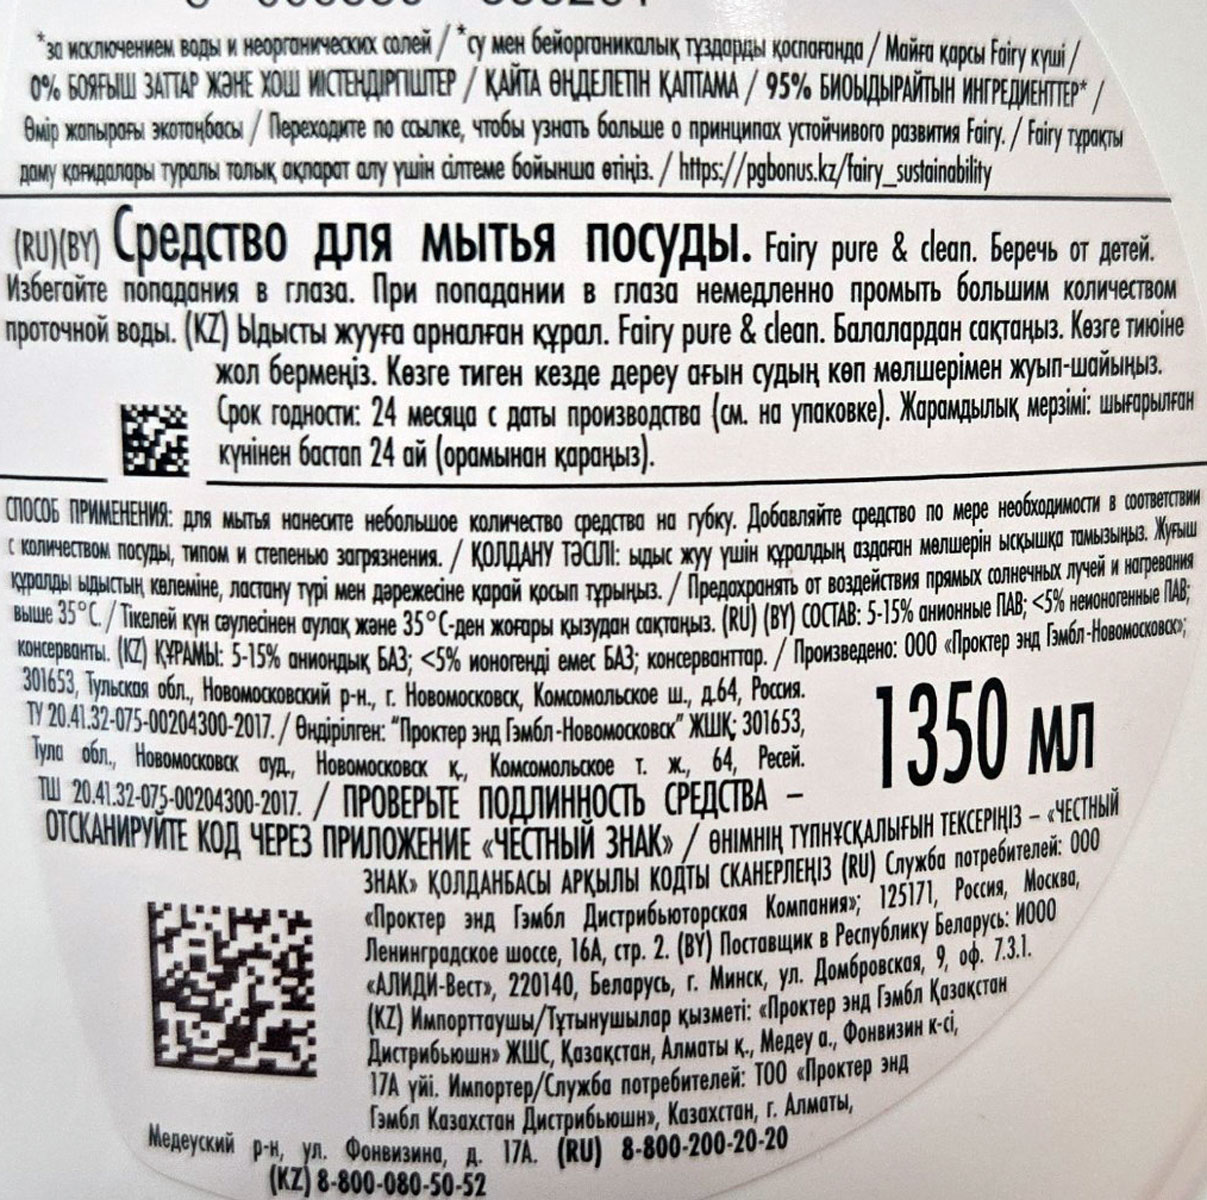 *за исключением воды и неорганических солей / *су мен бейорганикалық тұздарды қоспағанда / Майға қарсы Fairy күші /
0% БОЯҒЫШ ЗАТТАР ЖӘНЕ ХОШ ИІСТЕНДІРГІШТЕР / ҚАЙТА ӨҢДЕЛЕТІН ҚАПТАМА / 95% БИОЫДЫРАЙТЫН ИНГРЕДИЕНТТЕР* /
Өмір жапырағы экотаңбасы / Переходите по ссылке, чтобы узнать больше о принципах устойчивого развития Fairy. / Fairy тұрақты
даму қағидалары туралы толық ақпарат алу үшін сілтеме бойынша өтіңіз. / https://pgbonus.kz/fairy_sustainability
(RU)(BY) Средство для мытья посуды. Fairy pure & clean. Беречь от детей.
Избегайте попадания в глаза. При попадании в глаза немедленно промыть большим количеством
проточной воды. (KZ) Ыдысты жууға арналған құрал. Fairy pure & clean. Балалардан сақтаңыз. Көзге тиюіне
жол бермеңіз. Көзге тиген кезде дереу ағын судың көп мөлшерімен жуып-шайыңыз.
Срок годности: 24 месяца с даты производства (см. на упаковке). Жарамдылық мерзімі: шығарылған
күнінен бастап 24 ай (орамынан қараңыз).
СПОСОБ ПРИМЕНЕНИЯ: для мытья нанесите небольшое количество средства на губку. Добавляйте средство по мере необходимости в соответствии
с количеством посуды, типом и степенью загрязнения. / ҚОЛДАНУ ТӘСІЛІ: ыдыс жуу үшін құралдың аздаған мөлшерін ысқышқа тамызыңыз. Жуғыш
құралды ыдыстың көлеміне, ластану түрі мен дәрежесіне қарай қосып тұрыңыз. / Предохранять от воздействия прямых солнечных лучей и нагревания
выше 35°C. / Тікелей күн сәулесінен аулақ және 35°C-ден жоғары қызудан сақтаңыз. (RU) (BY) СОСТАВ: 5-15% анионные ПАВ; <5% неионогенные ПАВ;
консерванты. (KZ) ҚҰРАМЫ: 5-15% аниондық БАЗ; <5% ионогенді емес БАЗ; консерванттар. / Произведено: ООО «Проктер энд Гэмбл-Новомосковск»;
301653, Тульская обл., Новомосковский р-н., г. Новомосковск, Комсомольское ш., д.64, Россия.
ТУ 20.41.32-075-00204300-2017. / Өндірілген: "Проктер энд Гэмбл-Новомосковск" ЖШҚ; 301653,
Тула обл., Новомосковск ауд., Новомосковск қ., Комсомольское т. ж., 64, Ресей.
1350 мл
ТШ 20.41.32-075-00204300-2017. / ПРОВЕРЬТЕ ПОДЛИННОСТЬ СРЕДСТВА –
ОТСКАНИРУЙТЕ КОД ЧЕРЕЗ ПРИЛОЖЕНИЕ «ЧЕСТНЫЙ ЗНАК» / ӨНІМНІҢ ТҮПНҰСҚАЛЫҒЫН ТЕКСЕРІҢІЗ – «ЧЕСТНЫЙ
ЗНАК» ҚОЛДАНБАСЫ АРҚЫЛЫ КОДТЫ СКАНЕРЛЕҢІЗ (RU) Служба потребителей: ООО
«Проктер энд Гэмбл Дистрибьюторская Компания»; 125171, Россия, Москва,
Ленинградское шоссе, 16А, стр. 2. (BY) Поставщик в Республику Беларусь: ИООО
«АЛИДИ-Вест», 220140, Беларусь, г. Минск, ул. Домбровская, 9, оф. 7.3.1.
(KZ) Импорттаушы/Тұтынушылар қызметі: «Проктер энд Гэмбл Қазақстан
Дистрибьюшн» ЖШС, Қазақстан, Алматы қ., Медеу а., Фонвизин к-сі,
17А үйі. Импортер/Служба потребителей: ТОО «Проктер энд
Гэмбл Казахстан Дистрибьюшн», Казахстан, г. Алматы,
Медеуский р-н, ул. Фонвизина, д. 17А. (RU) 8-800-200-20-20
(KZ) 8-800-080-50-52